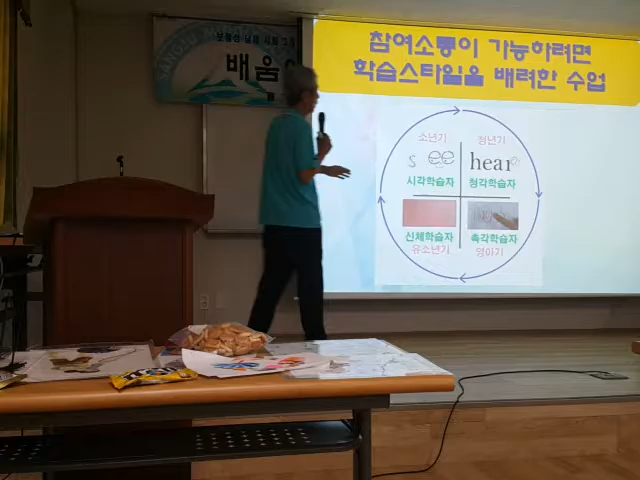 참여소통이 가능하려면
학습스타일을 배려한 수업
소년기
청년기
see
hear
시각학습자
청각학습자
신체학습자
촉각학습자
유소년기
영아기
배움